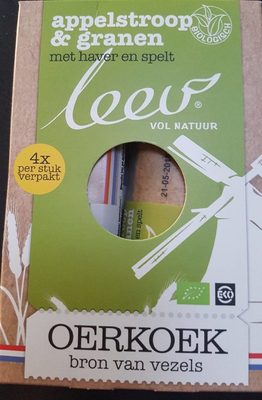 appelstroop
& granen
BIOLOGISCH
met haver en spelt
leev®
VOL NATUUR
4x
per stuk
verpakt
EKO
OERKOEK
bron van vezels